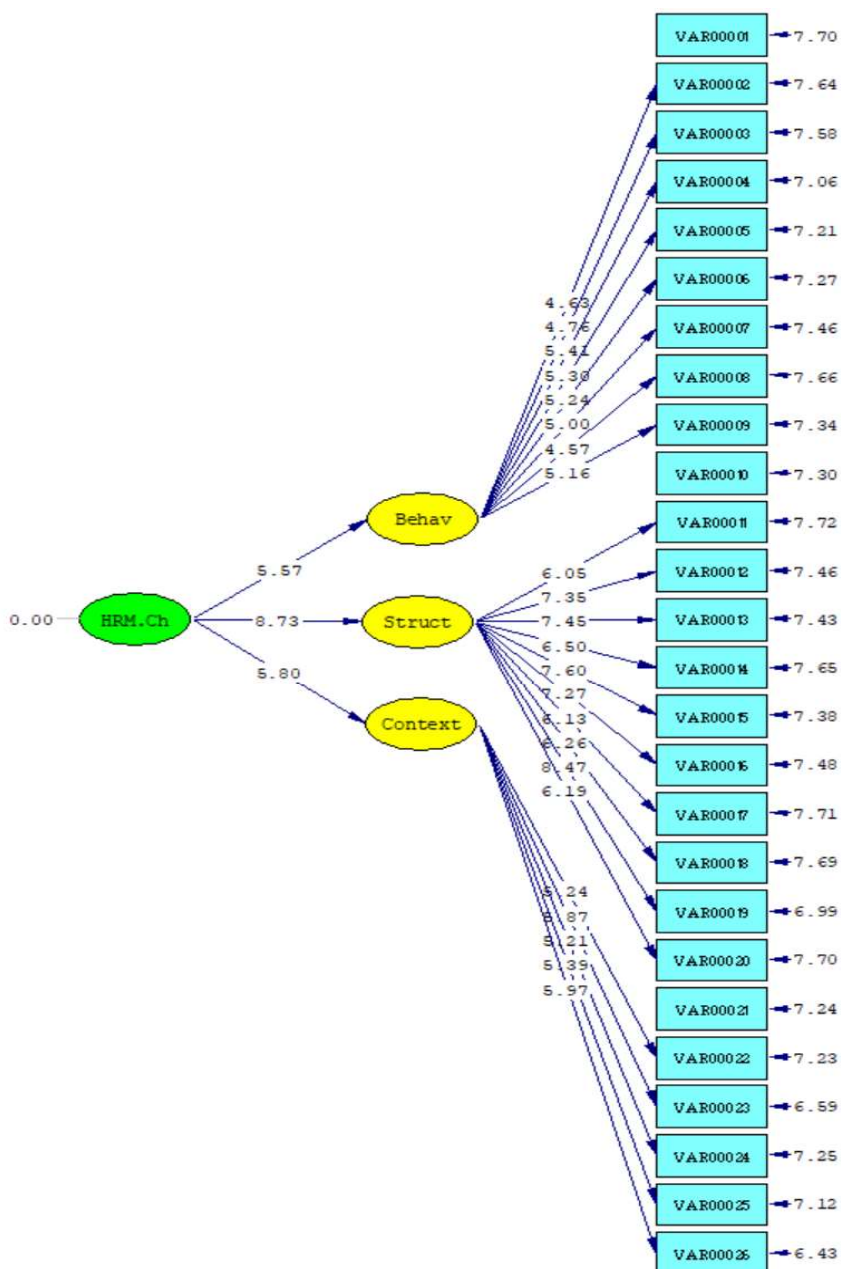 VAR00001 7.70
VAR00002 7.64
VAR00003 7.58
VAR00004 7.06
VAR00005 7.21
VAR00006 7.27
4.63
4.76
VAR00007 7.46
5.41
VAR00008 7.66
5.30
5.24
VAR00009 7.34
5.00
4.57
VAR00010 7.30
5.16
Behav
VAR00011 7.72
5.57
6.05
VAR00012 7.46
7.35
0.00 HRM.Ch
8.73
Struct
7.45
VAR00013 7.43
6.50
VAR00014 7.65
5.80
7.60
7.27
VAR00015 7.38
Context
6.13
6.26
VAR00016 7.48
8.47
6.19
VAR00017 7.71
VAR00018 7.69
VAR00019 6.99
VAR00020 7.70
5.39
5.97
VAR00021 7.24
VAR00022 7.23
VAR00023 6.59
VAR00024 7.25
VAR00025 7.12
VAR00026 6.43